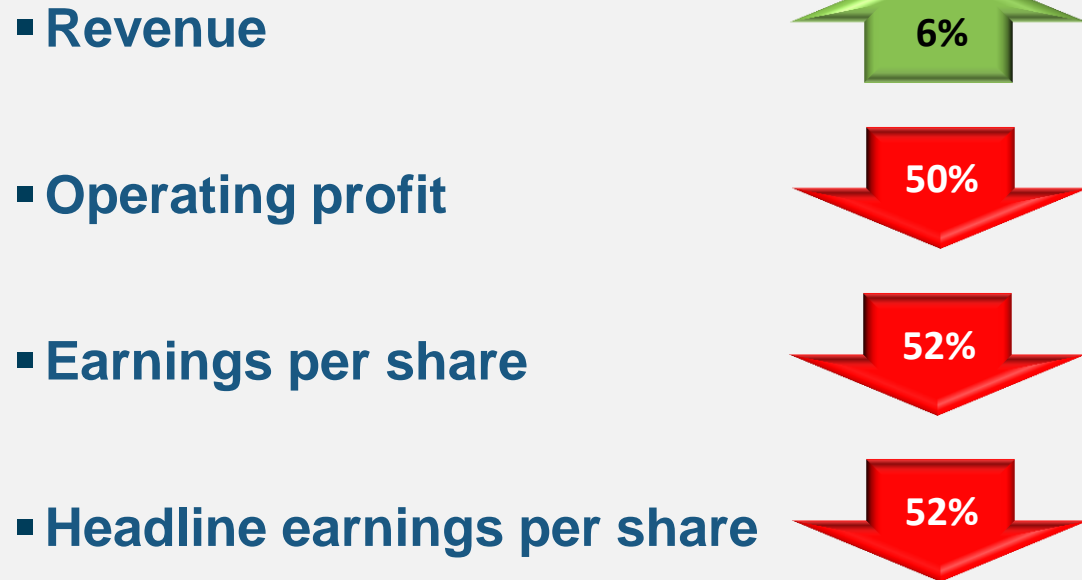 ▪ Revenue 6%
▪ Operating profit 50%
▪ Earnings per share 52%
▪ Headline earnings per share 52%